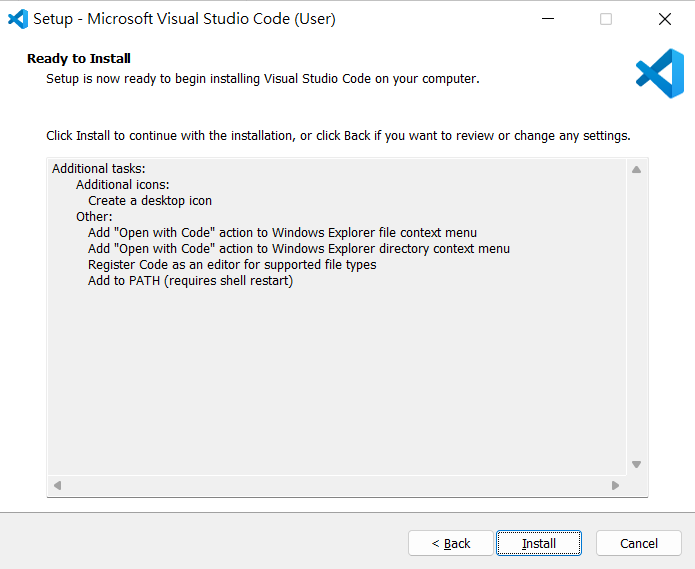 Setup - Microsoft Visual Studio Code (User)
Ready to Install
Setup is now ready to begin installing Visual Studio Code on your computer.
Click Install to continue with the installation, or click Back if you want to review or change any settings.
Additional tasks:
Additional icons:
Create a desktop icon
Other:
Add "Open with Code" action to Windows Explorer file context menu
Add "Open with Code" action to Windows Explorer directory context menu
Register Code as an editor for supported file types
Add to PATH (requires shell restart)
< Back
Install
Cancel